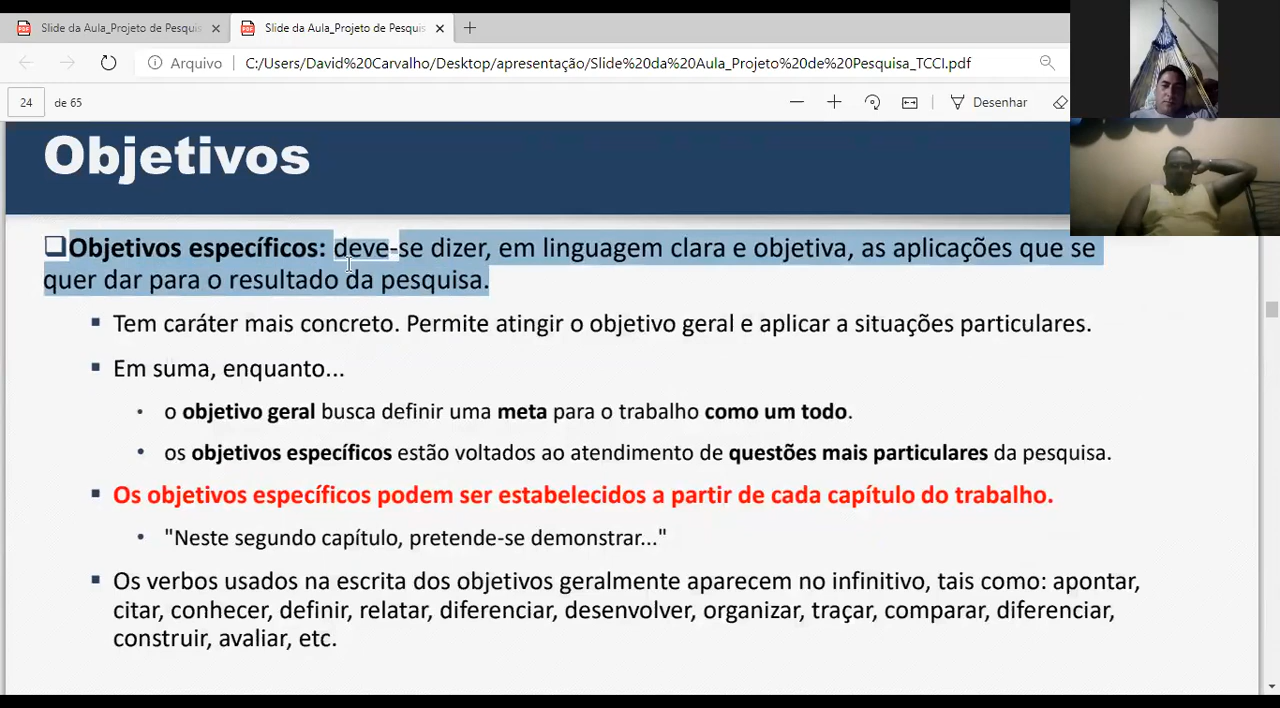 Slide da Aula_Projeto de Pesquis
Slide da Aula_Projeto de Pesquis
Arquivo
C:/Users/David%20Carvalho/Desktop/apresentação/Slide%20da%20Aula_Projeto%20de%20Pesquisa_TCCI.pdf
24 de 65
Desenhar
Objetivos
Objetivos específicos: deve-se dizer, em linguagem clara e objetiva, as aplicações que se
quer dar para o resultado da pesquisa.
Tem caráter mais concreto. Permite atingir o objetivo geral e aplicar a situações particulares.
Em suma, enquanto...
o objetivo geral busca definir uma meta para o trabalho como um todo.
os objetivos específicos estão voltados ao atendimento de questões mais particulares da pesquisa.
Os objetivos específicos podem ser estabelecidos a partir de cada capítulo do trabalho.
"Neste segundo capítulo, pretende-se demonstrar..."
Os verbos usados na escrita dos objetivos geralmente aparecem no infinitivo, tais como: apontar,
citar, conhecer, definir, relatar, diferenciar, desenvolver, organizar, traçar, comparar, diferenciar,
construir, avaliar, etc.